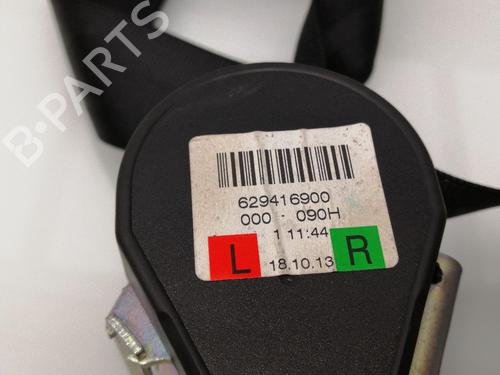 B-PARTS
629416900
000 - 090H
1 11:44
L 18.10.13 R